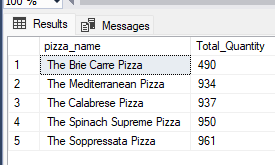 100 %
Results Messages
pizza_name Total_Quantity
1 The Brie Carre Pizza 490
2 The Mediterranean Pizza 934
3 The Calabrese Pizza 937
4 The Spinach Supreme Pizza 950
5 The Soppressata Pizza 961